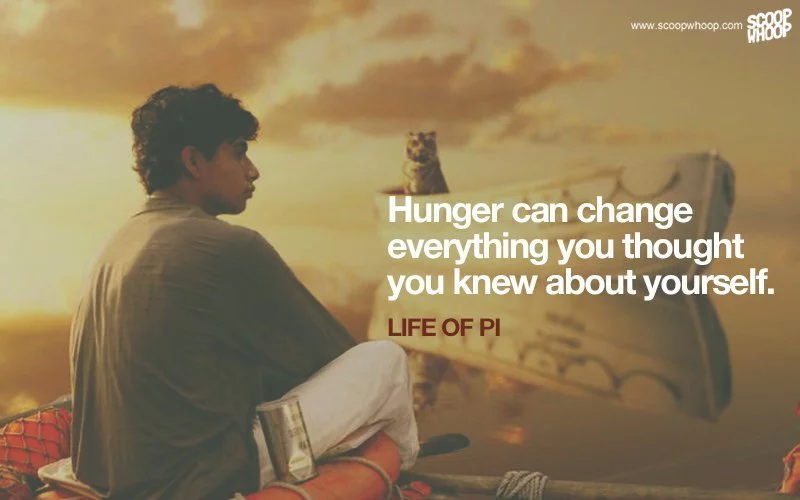 www.scoopwhoop.com
SCOOP
WHOOP
Hunger can change
everything you thought
you knew about yourself.
LIFE OF PI